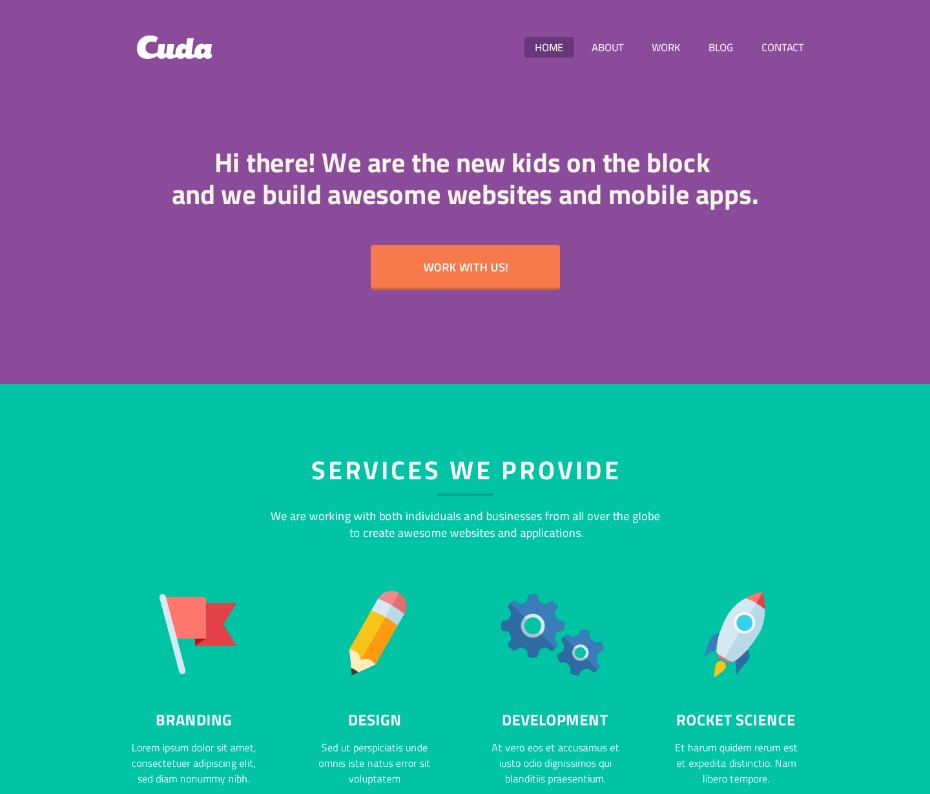 Cuda
HOME ABOUT WORK BLOG CONTACT
Hi there! We are the new kids on the block
and we build awesome websites and mobile apps.
WORK WITH US!
SERVICES WE PROVIDE
We are working with both individuals and businesses from all over the globe
to create awesome websites and applications.
BRANDING
Lorem ipsum dolor sit amet,
consectetuer adipiscing elit,
sed diam nonummy nibh.
DESIGN
Sed ut perspiciatis unde
omnis iste natus error sit
voluptatem
DEVELOPMENT
At vero eos et accusamus et
iusto odio dignissimos qui
blanditiis praesentium.
ROCKET SCIENCE
Et harum quidem rerum est
et expedita distinctio. Nam
libero tempore.